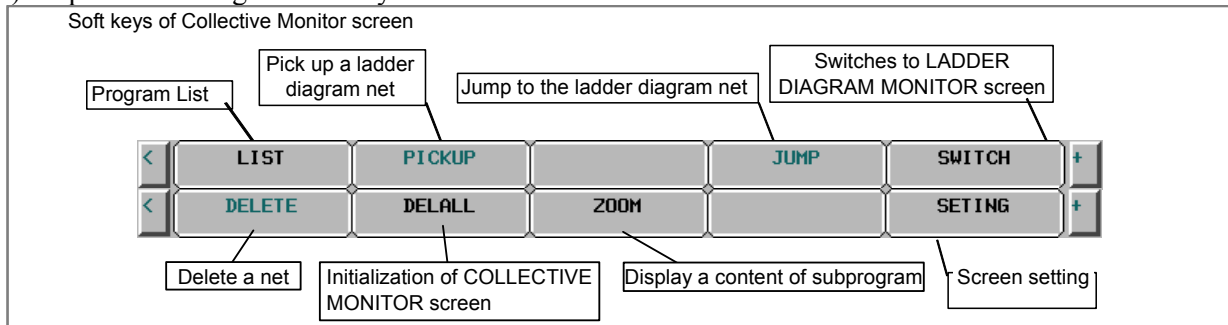 Soft keys of Collective Monitor screen
Program List
Pick up a ladder
diagram net
Jump to the ladder diagram net
Switches to LADDER
DIAGRAM MONITOR screen
< LIST PICKUP JUMP SWITCH +
< DELETE DELALL ZOOM SETING +
Delete a net
Initialization of COLLECTIVE
MONITOR screen
Display a content of subprogram
Screen setting